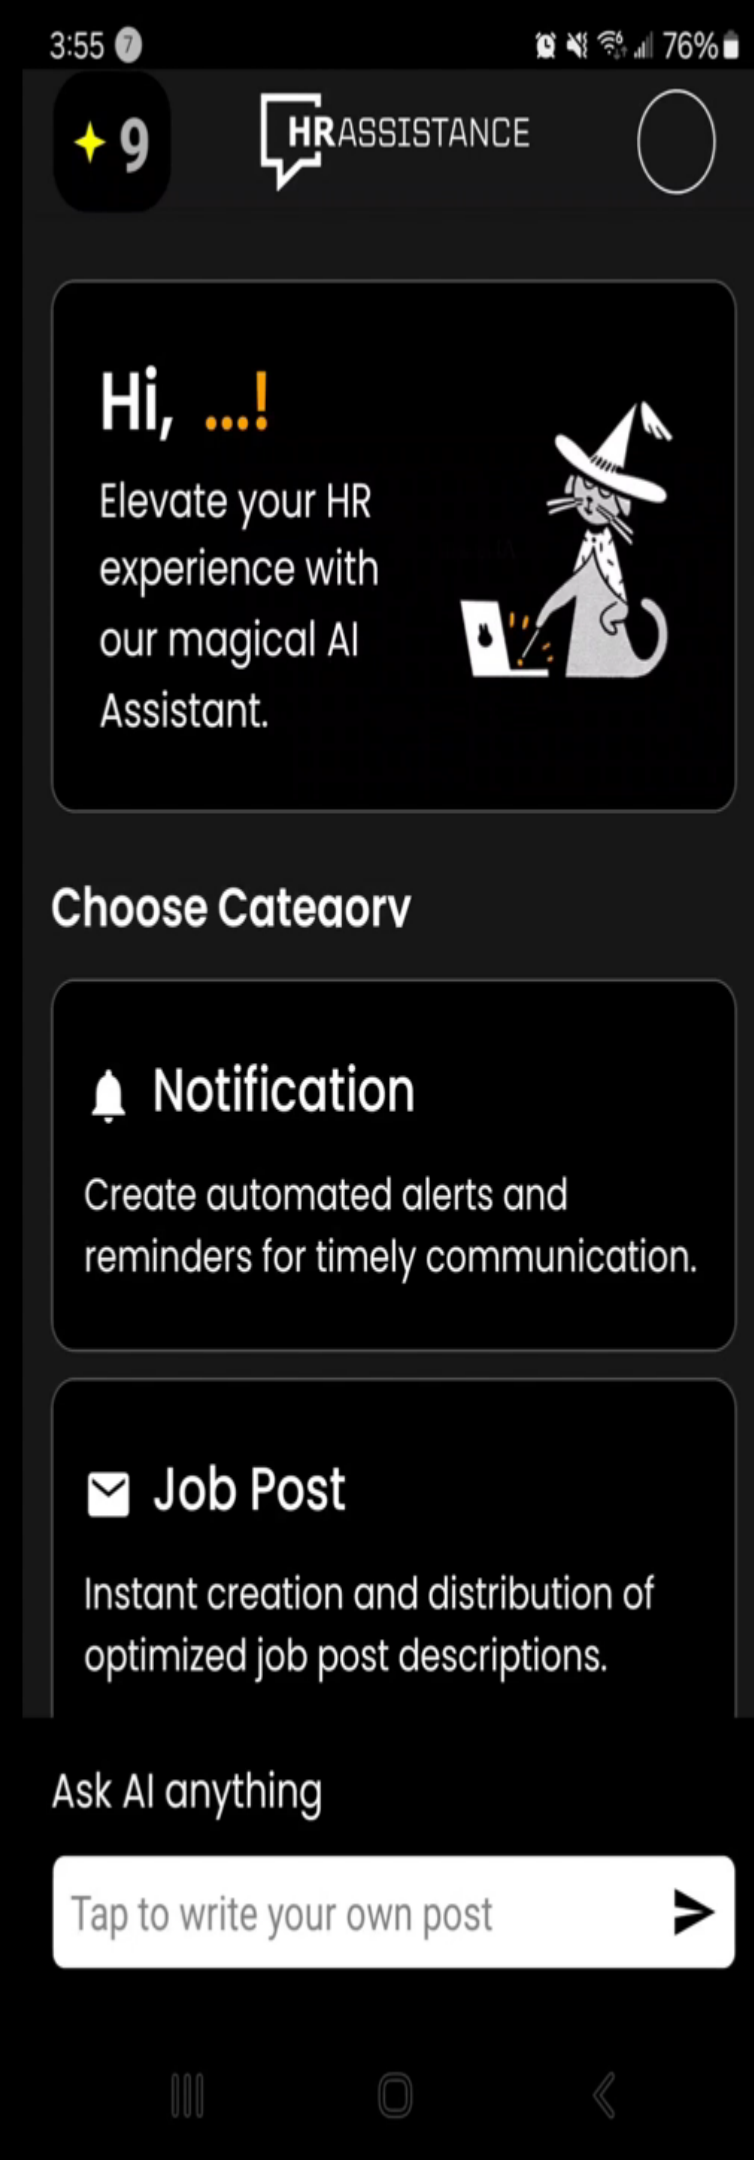 3:55 7 76%
9 HRASSISTANCE
Hi, ...!
Elevate your HR
experience with
our magical AI
Assistant.
Choose Category
Notification
Create automated alerts and
reminders for timely communication.
Job Post
Instant creation and distribution of
optimized job post descriptions.
Ask AI anything
Tap to write your own post